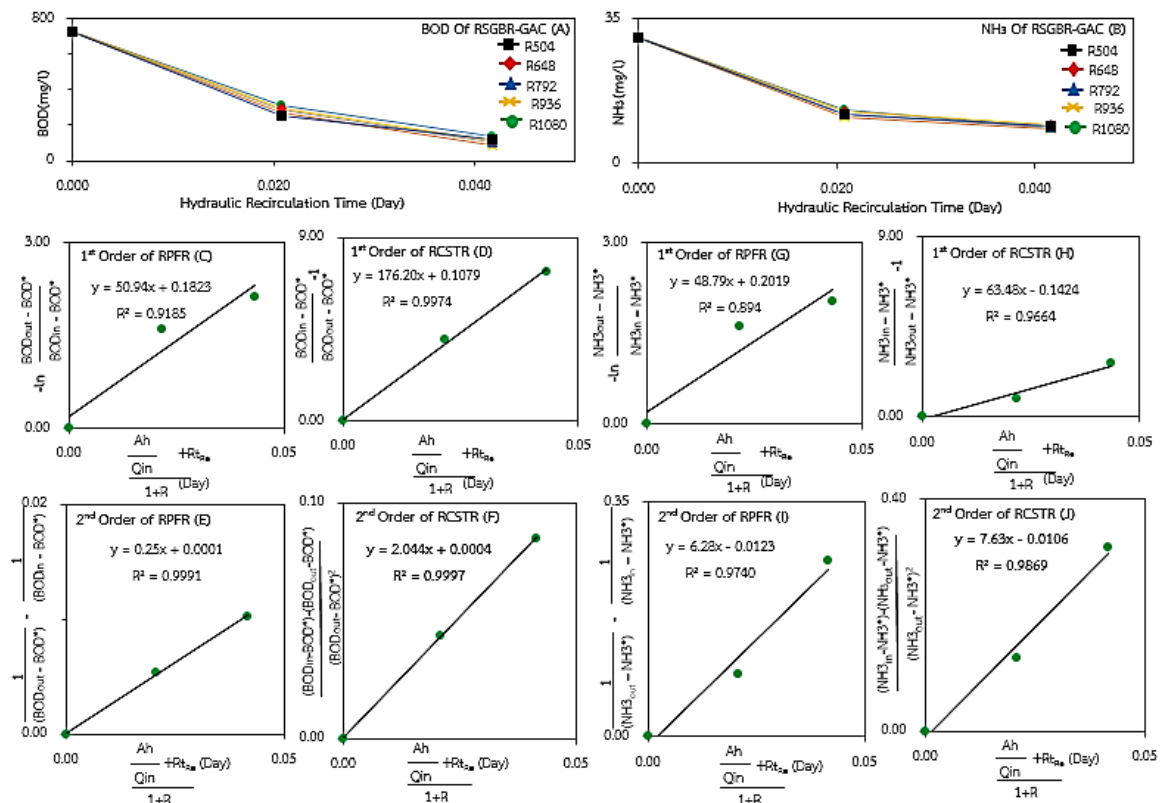 BOD Of RSGBR-GAC (A)
800
BOD(mg/l)
0
R504
R648
R792
R936
R1080
0.000
0.020
0.040
Hydraulic Recirculation Time (Day)
NH₃ Of RSGBR-GAC (B)
35
NH₃ (mg/l)
0
R504
R648
R792
R936
R1080
0.000
0.020
0.040
Hydraulic Recirculation Time (Day)
3.00
1st Order of RPFR (C)
y = 50.94x + 0.1823
R² = 0.9185
-ln
BODout - BOD*
BODin - BOD*
0.00
0.00
0.05
Ah
Qin
1+R
+Rt
(Day)
9.00
1st Order of RCSTR (D)
y = 176.20x + 0.1079
R² = 0.9974
BODin - BOD*
BODout - BOD*
-1
0.00
0.00
0.05
Ah
Qin
1+R
+Rt
(Day)
3.00
1st Order of RPFR (G)
y = 48.79x + 0.2019
R² = 0.894
-ln
NH3out − NH3*
NH3in − NH3*
0.00
0.00
0.05
Ah
Qin
1+R
+Rt
(Day)
9.00
1st Order of RCSTR (H)
y = 63.48x - 0.1424
R² = 0.9664
NH3in − NH3*
NH3out − NH3*
-1
0.00
0.00
0.05
Ah
Qin
1+R
+Rt
(Day)
0.02
2nd Order of RPFR (E)
y = 0.25x + 0.0001
R² = 0.9991
1
(BODout − BOD*)
-
1
(BODin − BOD*)
0.00
0.00
0.05
Ah
Qin
1+R
+Rt
(Day)
0.10
2nd Order of RCSTR (F)
y = 2.044x + 0.0004
R² = 0.9997
(BODin-BOD*)-(BODout-BOD*)
(BODout- BOD*)²
0.00
0.00
0.05
Ah
Qin
1+R
+Rt
(Day)
0.35
2nd Order of RPFR (I)
y = 6.28x - 0.0123
R² = 0.9740
1
(NH3out − NH3*)
-
1
(NH3in − NH3*)
0.00
0.00
0.05
Ah
Qin
1+R
+Rt
(Day)
0.40
2nd Order of RCSTR (J)
y = 7.63x - 0.0106
R² = 0.9869
(NH3in-NH3*)-(NH3out-NH3*)
(NH3out- NH3*)²
0.00
0.00
0.05
Ah
Qin
1+R
+Rt
(Day)